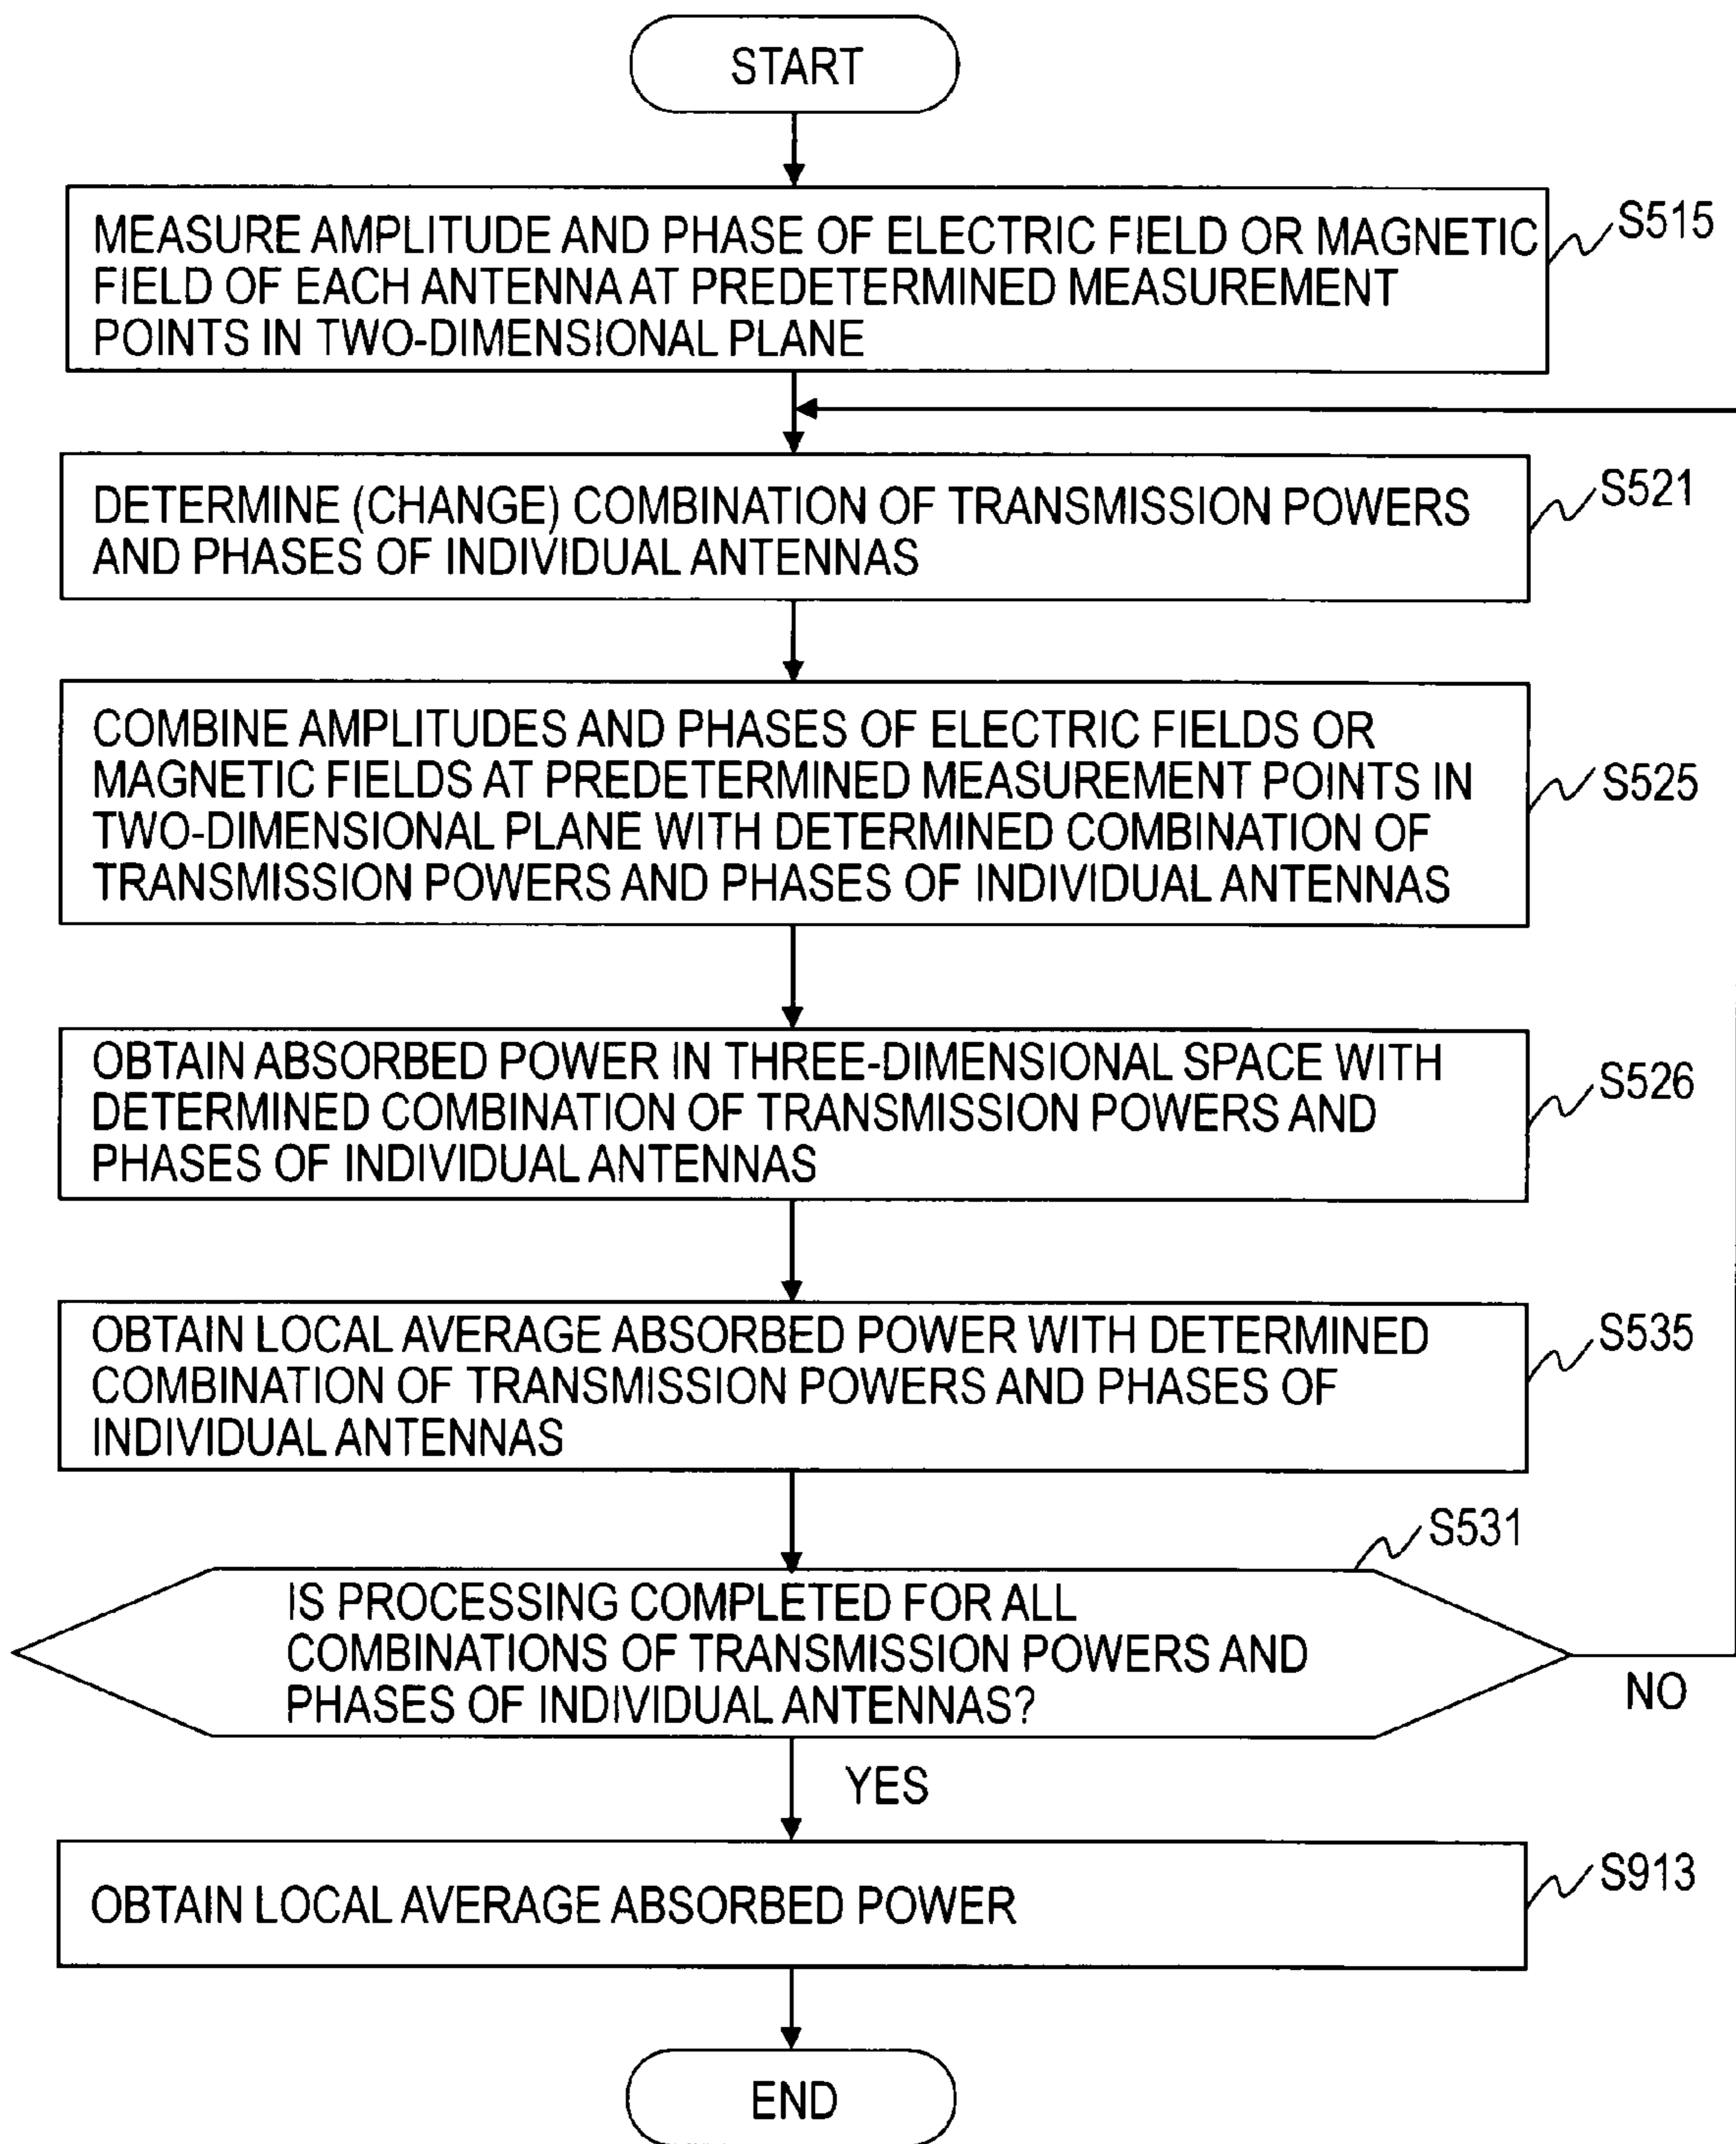 START
MEASURE AMPLITUDE AND PHASE OF ELECTRIC FIELD OR MAGNETIC
FIELD OF EACH ANTENNA AT PREDETERMINED MEASUREMENT
POINTS IN TWO-DIMENSIONAL PLANE
S515
DETERMINE (CHANGE) COMBINATION OF TRANSMISSION POWERS
AND PHASES OF INDIVIDUAL ANTENNAS
S521
COMBINE AMPLITUDES AND PHASES OF ELECTRIC FIELDS OR
MAGNETIC FIELDS AT PREDETERMINED MEASUREMENT POINTS IN
TWO-DIMENSIONAL PLANE WITH DETERMINED COMBINATION OF
TRANSMISSION POWERS AND PHASES OF INDIVIDUAL ANTENNAS
S525
OBTAIN ABSORBED POWER IN THREE-DIMENSIONAL SPACE WITH
DETERMINED COMBINATION OF TRANSMISSION POWERS AND
PHASES OF INDIVIDUAL ANTENNAS
S526
OBTAIN LOCAL AVERAGE ABSORBED POWER WITH DETERMINED
COMBINATION OF TRANSMISSION POWERS AND PHASES OF
INDIVIDUAL ANTENNAS
S535
S531
IS PROCESSING COMPLETED FOR ALL
COMBINATIONS OF TRANSMISSION POWERS AND
PHASES OF INDIVIDUAL ANTENNAS?
NO
YES
OBTAIN LOCAL AVERAGE ABSORBED POWER
S913
END